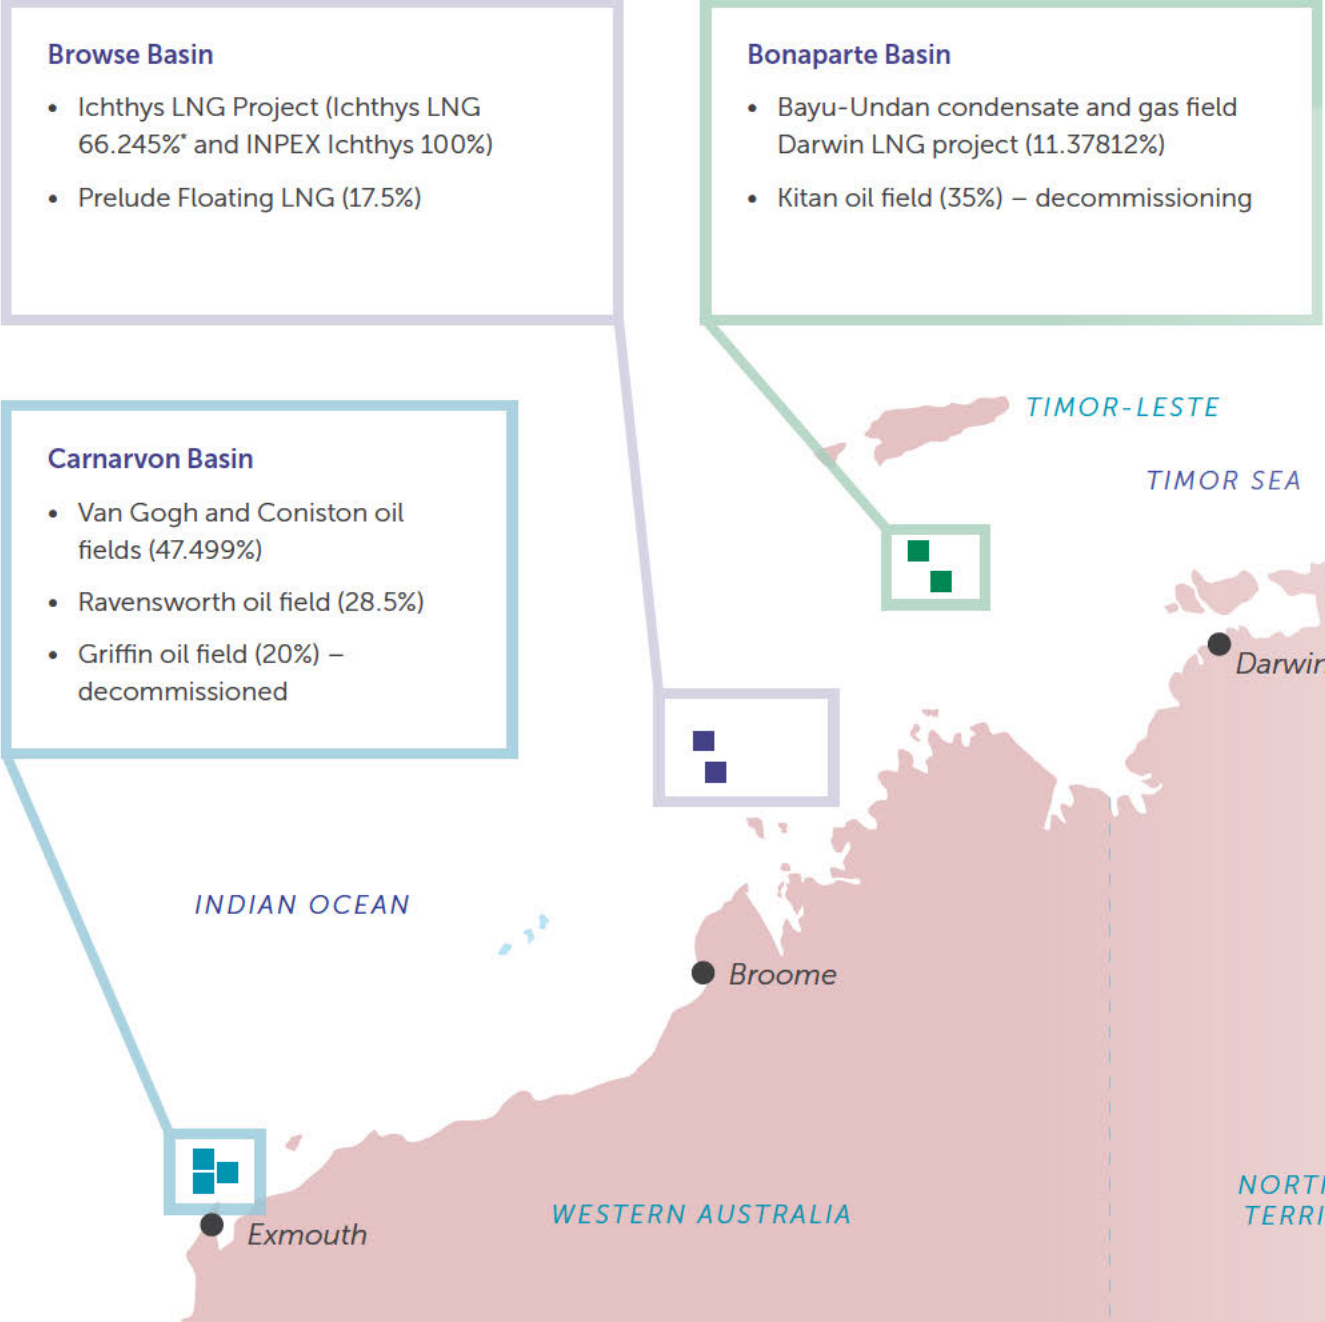 Browse Basin
• Ichthys LNG Project (Ichthys LNG
66.245%* and INPEX Ichthys 100%)
• Prelude Floating LNG (17.5%)
Bonaparte Basin
• Bayu-Undan condensate and gas field
Darwin LNG project (11.37812%)
• Kitan oil field (35%) – decommissioning
Carnarvon Basin
• Van Gogh and Coniston oil
fields (47.499%)
• Ravensworth oil field (28.5%)
• Griffin oil field (20%) –
decommissioned
TIMOR-LESTE
TIMOR SEA
Darwin
INDIAN OCEAN
Broome
WESTERN AUSTRALIA
NORT
TERRI
Exmouth